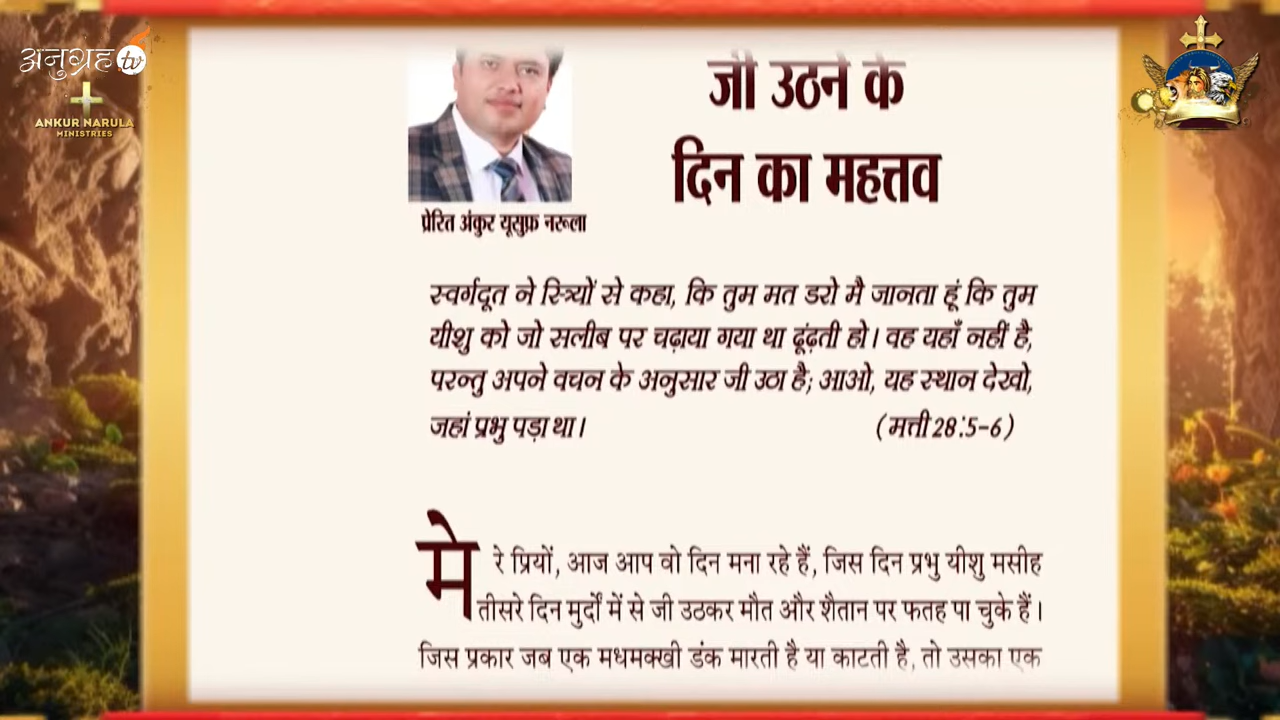 अनुग्रह tv
ANKUR NARULA
MINISTRIES
जी उठने के
दिन का महत्तव
प्रेरित अंकुर यूसुफ़ नरूला
स्वर्गदूत ने स्त्रियों से कहा, कि तुम मत डरो मै जानता हूं कि तुम
यीशु को जो सलीब पर चढ़ाया गया था ढूंढ़ती हो। वह यहाँ नहीं है,
परन्तु अपने वचन के अनुसार जी उठा है; आओ, यह स्थान देखो,
जहां प्रभु पड़ा था। (मत्ती 28:5-6)
मेरे प्रियों, आज आप वो दिन मना रहे हैं, जिस दिन प्रभु यीशु मसीह
तीसरे दिन मुर्दों में से जी उठकर मौत और शैतान पर फतह पा चुके हैं।
जिस प्रकार जब एक मधमक्खी डंक मारती है या काटती है, तो उसका एक